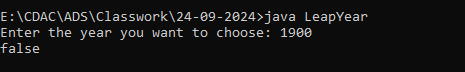 E:\CDAC\ADS\Classwork\24-09-2024>java LeapYear
Enter the year you want to choose: 1900
false